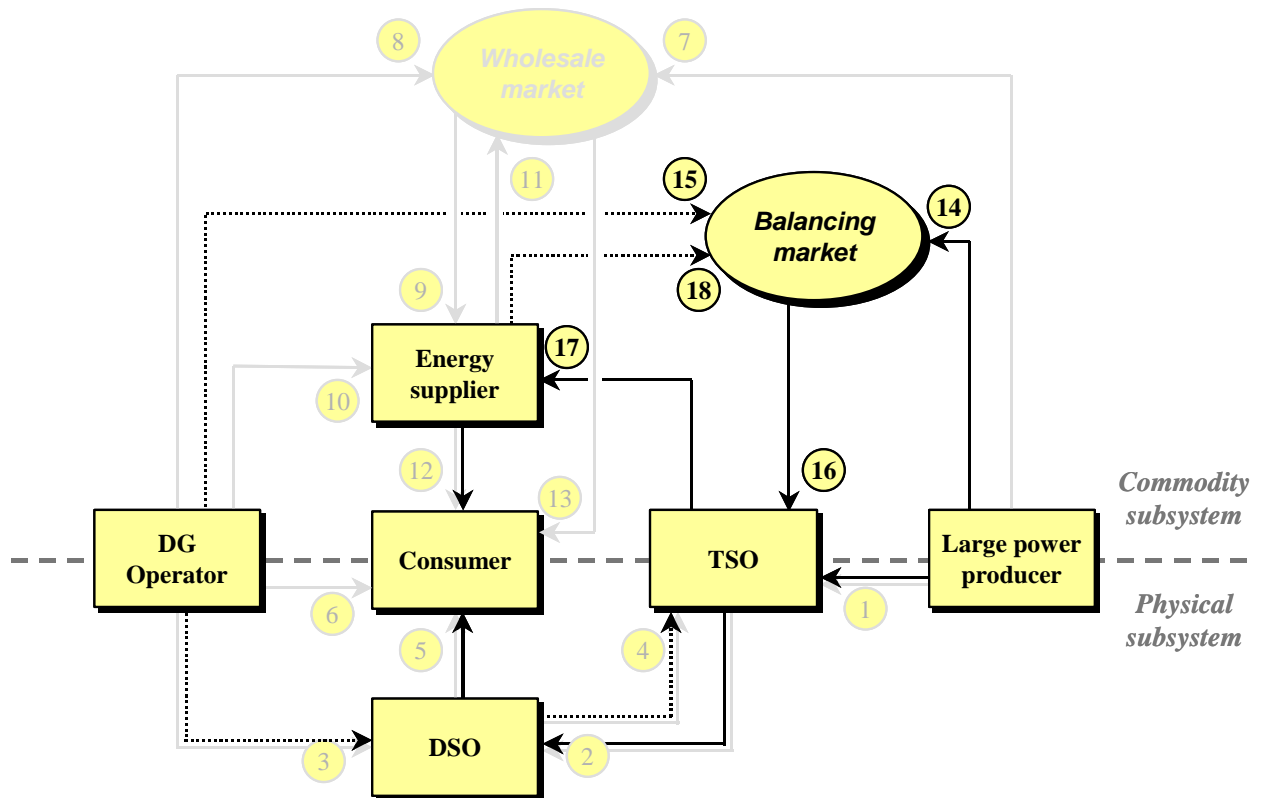 8
7
Wholesale
market
11
15
14
Balancing
market
9
18
17
Energy
supplier
10
12
16
13
Commodity
subsystem
DG
Operator
Consumer
TSO
Large power
producer
6
1
Physical
subsystem
5
4
3
DSO
2